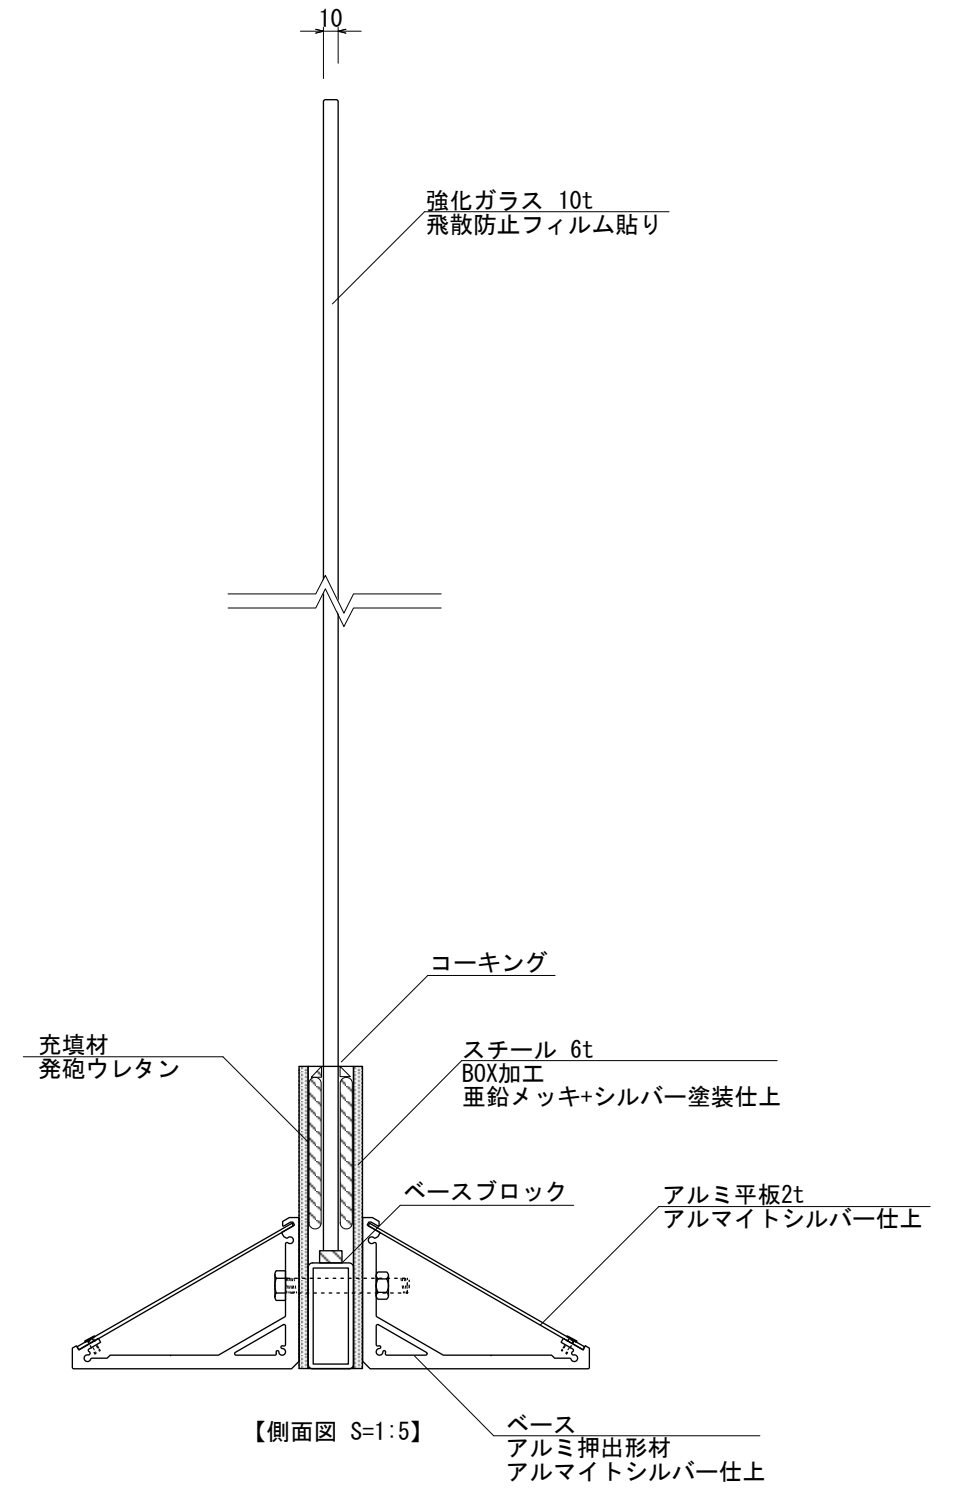 10
強化ガラス 10t
飛散防止フィルム貼り
コーキング
充填材
発砲ウレタン
スチール 6t
BOX加工
亜鉛メッキ+シルバー塗装仕上
ベースブロック
アルミ平板2t
アルマイトシルバー仕上
【側面図 S=1:5】
ベース
アルミ押出形材
アルマイトシルバー仕上